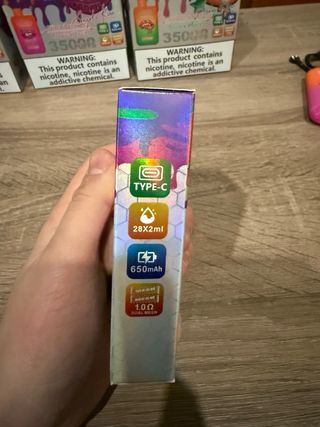 35000
WARNING:
This product contains
nicotine, nicotine is an
addictive chemical.
35000
WARNING:
This product contains
nicotine, nicotine is an
addictive chemical.
TYPE-C
28X2ml
650mAh
1.0Ω
DUAL MESH